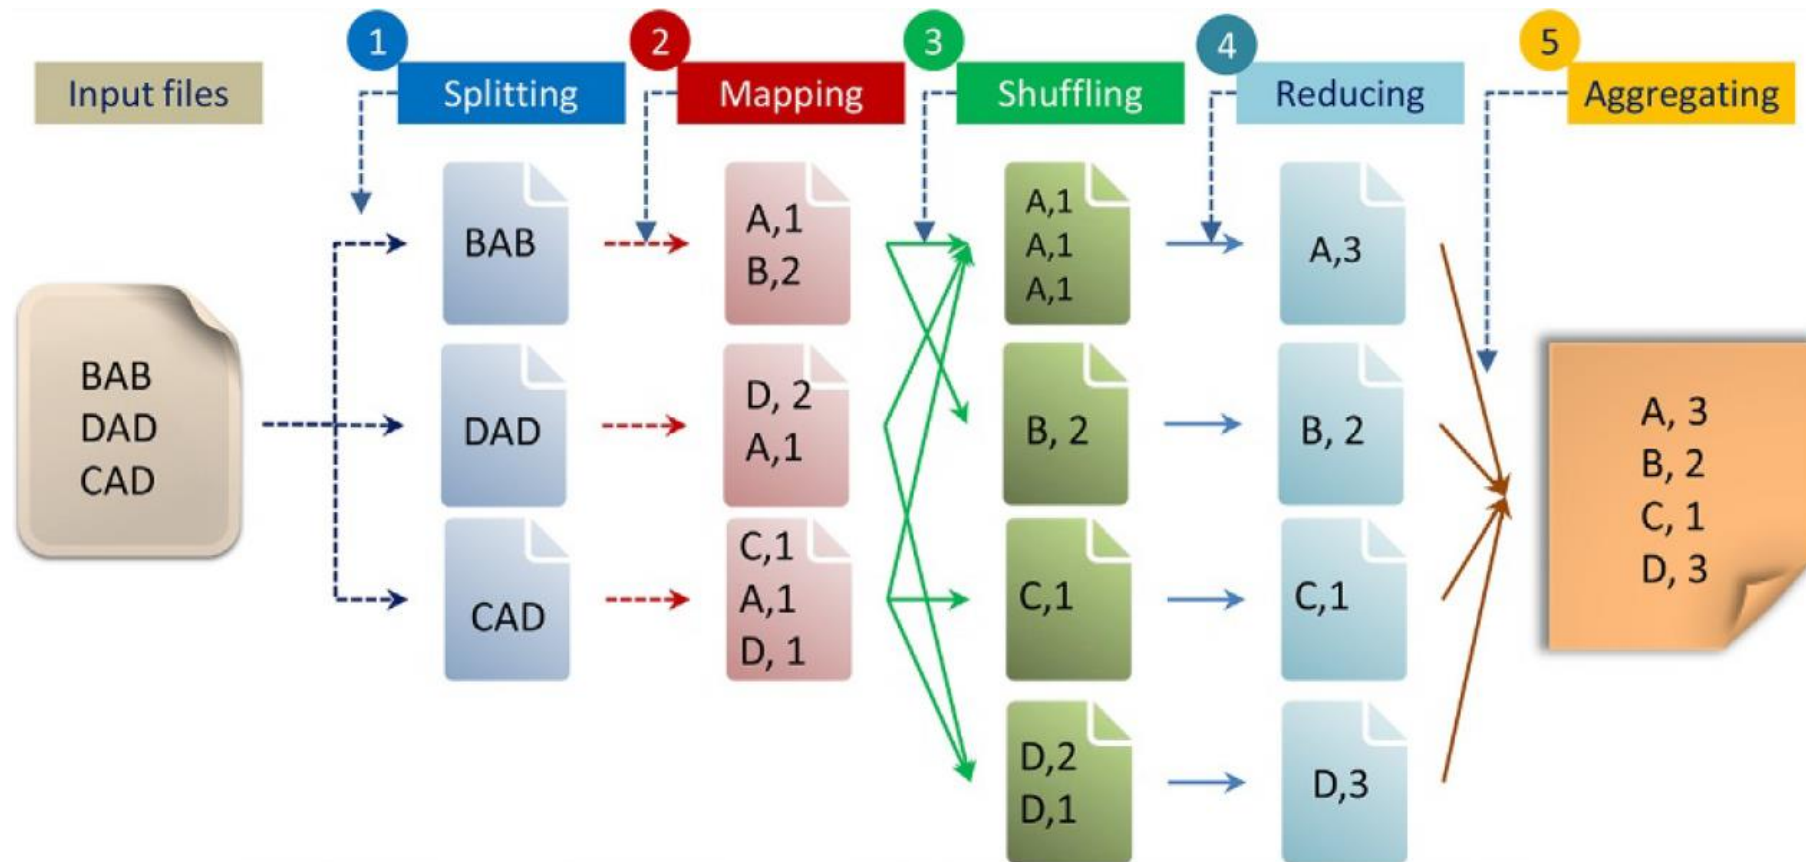 1
2
3
4
5
Input files
Splitting
Mapping
Shuffling
Reducing
Aggregating
BAB
DAD
CAD
BAB
DAD
CAD
A,1
B,2
D, 2
A,1
C,1
A,1
D, 1
A,1
A,1
A,1
B, 2
C,1
D,2
D,1
A,3
B, 2
C,1
D,3
A, 3
B, 2
C, 1
D, 3